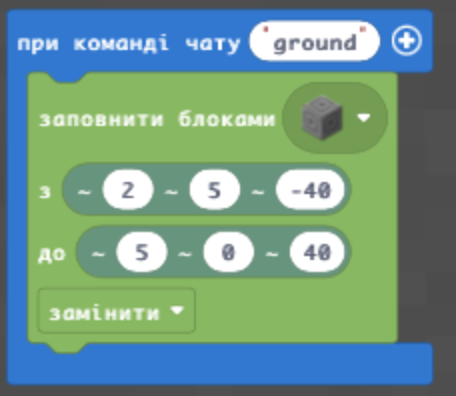 при команді чату "ground"
заповнити блоками
з ~ 2 ~ 5 ~ -40
до ~ 5 ~ 0 ~ 40
замінити